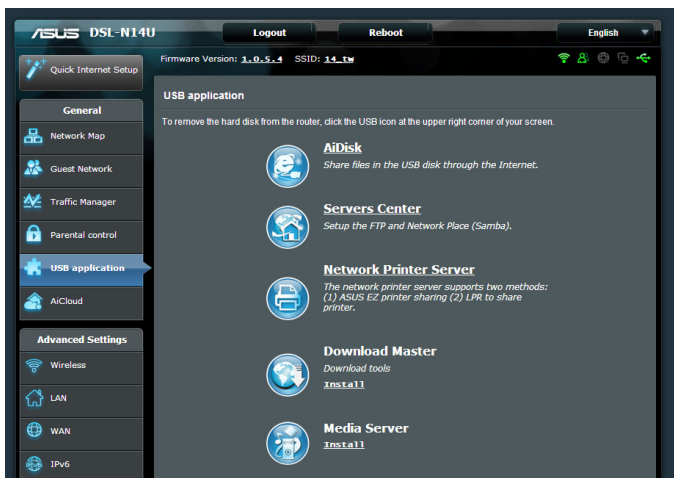 ASUS DSL-N14U
Logout
Reboot
English
Quick Internet Setup
Firmware Version: 1.0.5.4 SSID: 14_tw
General
Network Map
Guest Network
Traffic Manager
Parental control
USB application
AiCloud
Advanced Settings
Wireless
LAN
WAN
IPv6
USB application
To remove the hard disk from the router, click the USB icon at the upper right corner of your screen.
AiDisk
Share files in the USB disk through the Internet.
Servers Center
Setup the FTP and Network Place (Samba).
Network Printer Server
The network printer server supports two methods:
(1) ASUS EZ printer sharing (2) LPR to share
printer.
Download Master
Download tools
Install
Media Server
Install